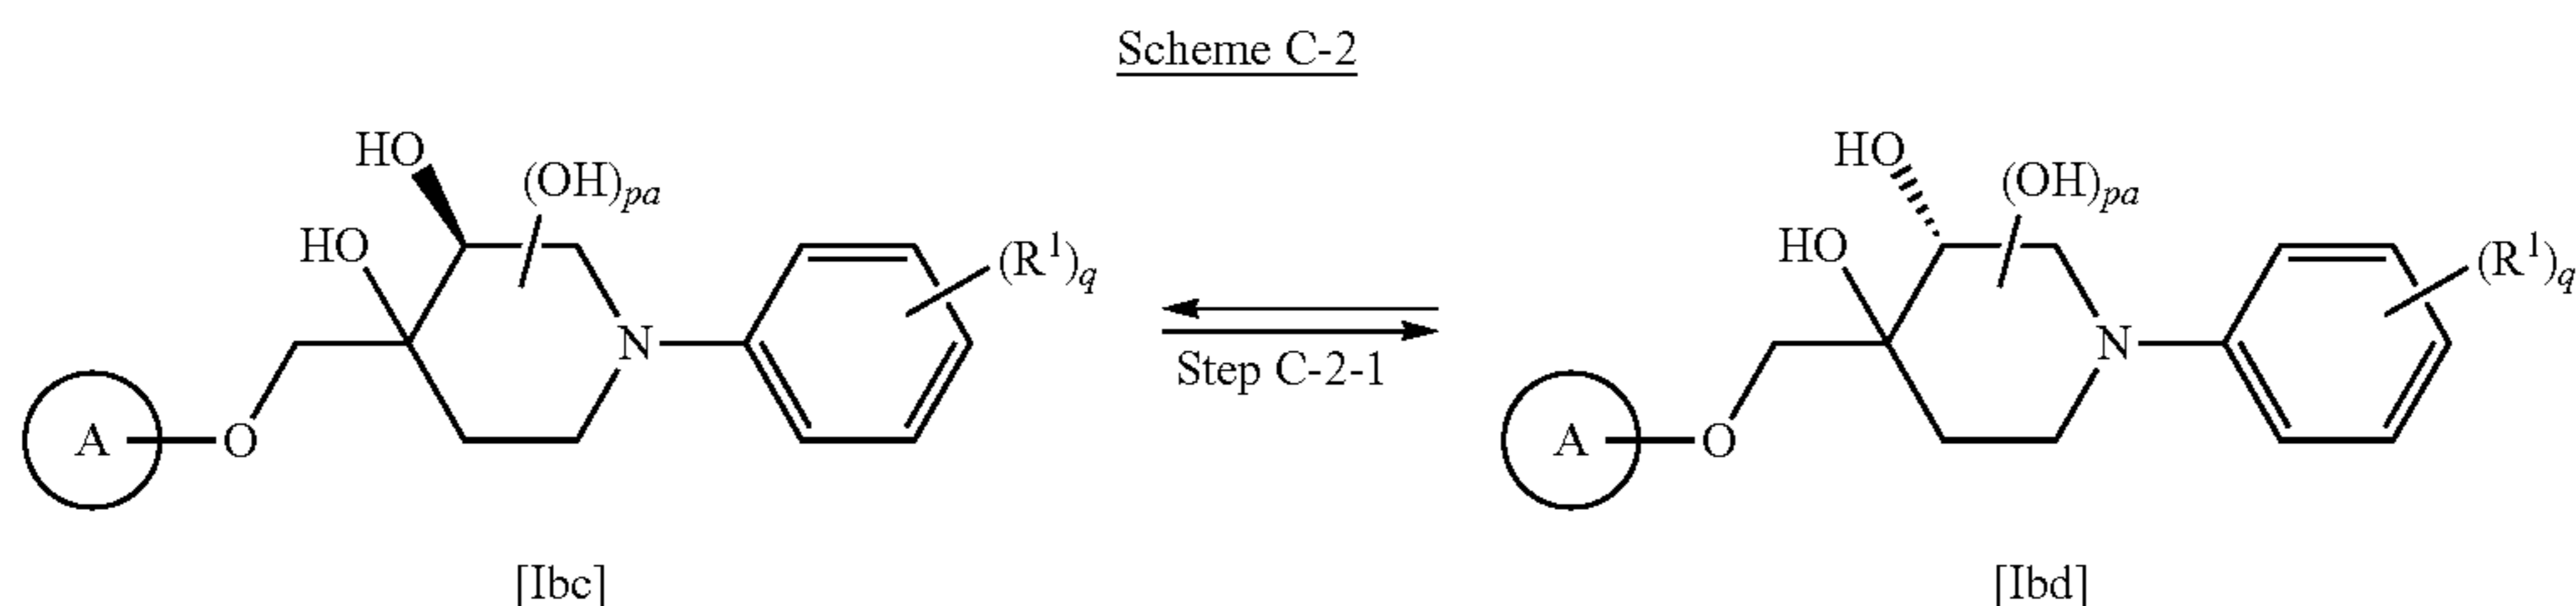 Scheme C-2
HO
(OH)pa
HO
(R¹)q
N
A
O
Step C-2-1
HO
(OH)pa
HO
(R¹)q
N
A
O
[Ibc]
[Ibd]